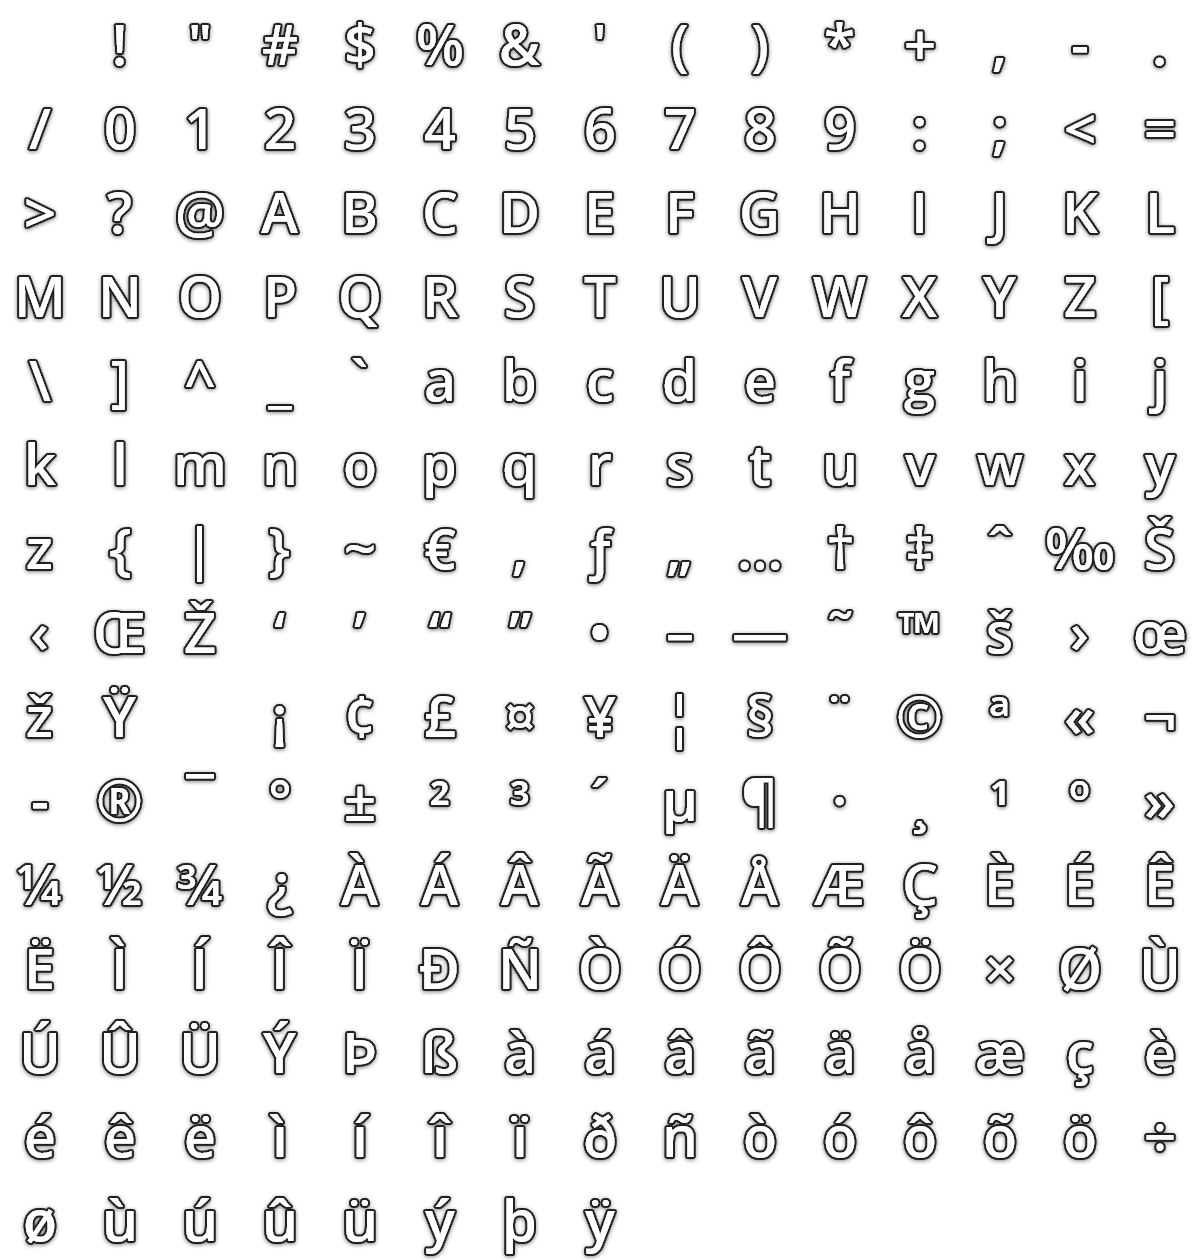 ! " # $ % & ' ( ) * + , - .
/ 0 1 2 3 4 5 6 7 8 9 : ; < =
> ? @ A B C D E F G H I J K L
M N O P Q R S T U V W X Y Z [
\ ] ^ _ ` a b c d e f g h i j
k l m n o p q r s t u v w x y
z { | } ~ € ‚ ƒ „ … † ‡ ˆ ‰ Š
‹ Œ Ž ‘ ’ “ ” • – — ˜ ™ š › œ
ž Ÿ ¡ ¢ £ ¤ ¥ ¦ § ¨ © ª « ¬
- ® ¯ ° ± ² ³ ´ µ ¶ · ¸ ¹ º »
¼ ½ ¾ ¿ À Á Â Ã Ä Å Æ Ç È É Ê
Ë Ì Í Î Ï Ð Ñ Ò Ó Ô Õ Ö × Ø Ù
Ú Û Ü Ý Þ ß à á â ã ä å æ ç è
é ê ë ì í î ï ð ñ ò ó ô õ ö ÷
ø ù ú û ü ý þ ÿ